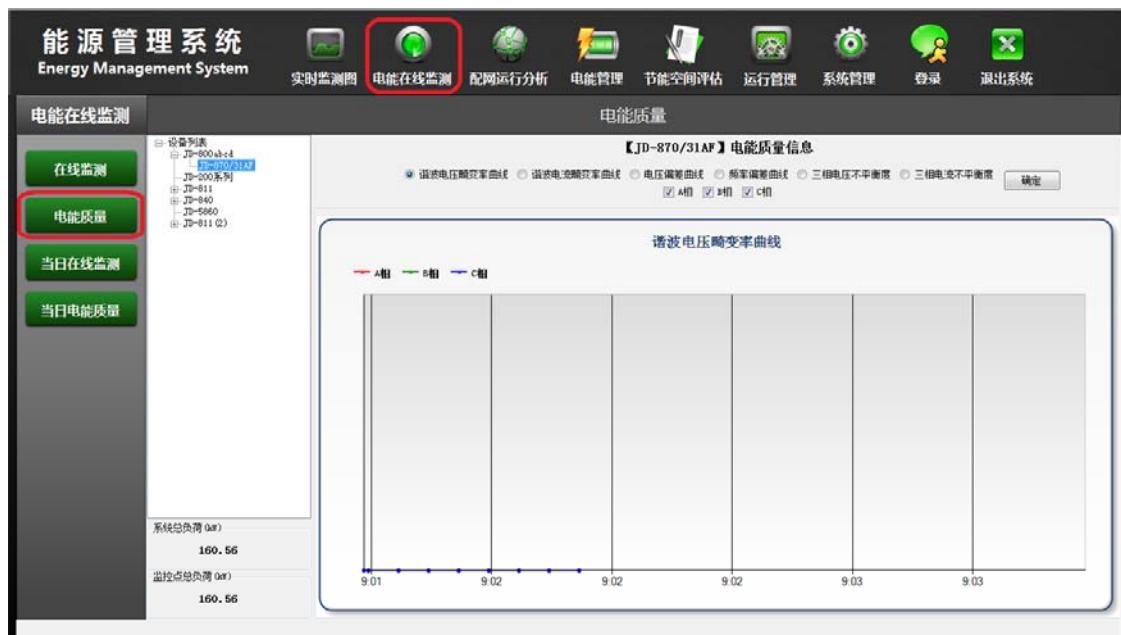 能源管理系统
Energy Management System
实时监测图 电能在线监测 配网运行分析 电能管理 节能空间评估 运行管理 系统管理 登录 退出系统
电能在线监测
电能质量
在线监测
电能质量
当日在线监测
当日电能质量
设备列表
JD-800abcd
JD-870/31AF
JD-200系列
JD-811
JD-840
JD-5860
JD-811(2)
【JD-870/31AF】电能质量信息
谐波电压畸变率曲线 谐波电流畸变率曲线 电压偏差曲线 频率偏差曲线 三相电压不平衡度 三相电流不平衡度 确定
A相 B相 C相
谐波电压畸变率曲线
A相 B相 C相
9:01 9:02 9:02 9:02 9:03 9:03
系统总负荷(kW)
160.56
监控点总负荷(kW)
160.56